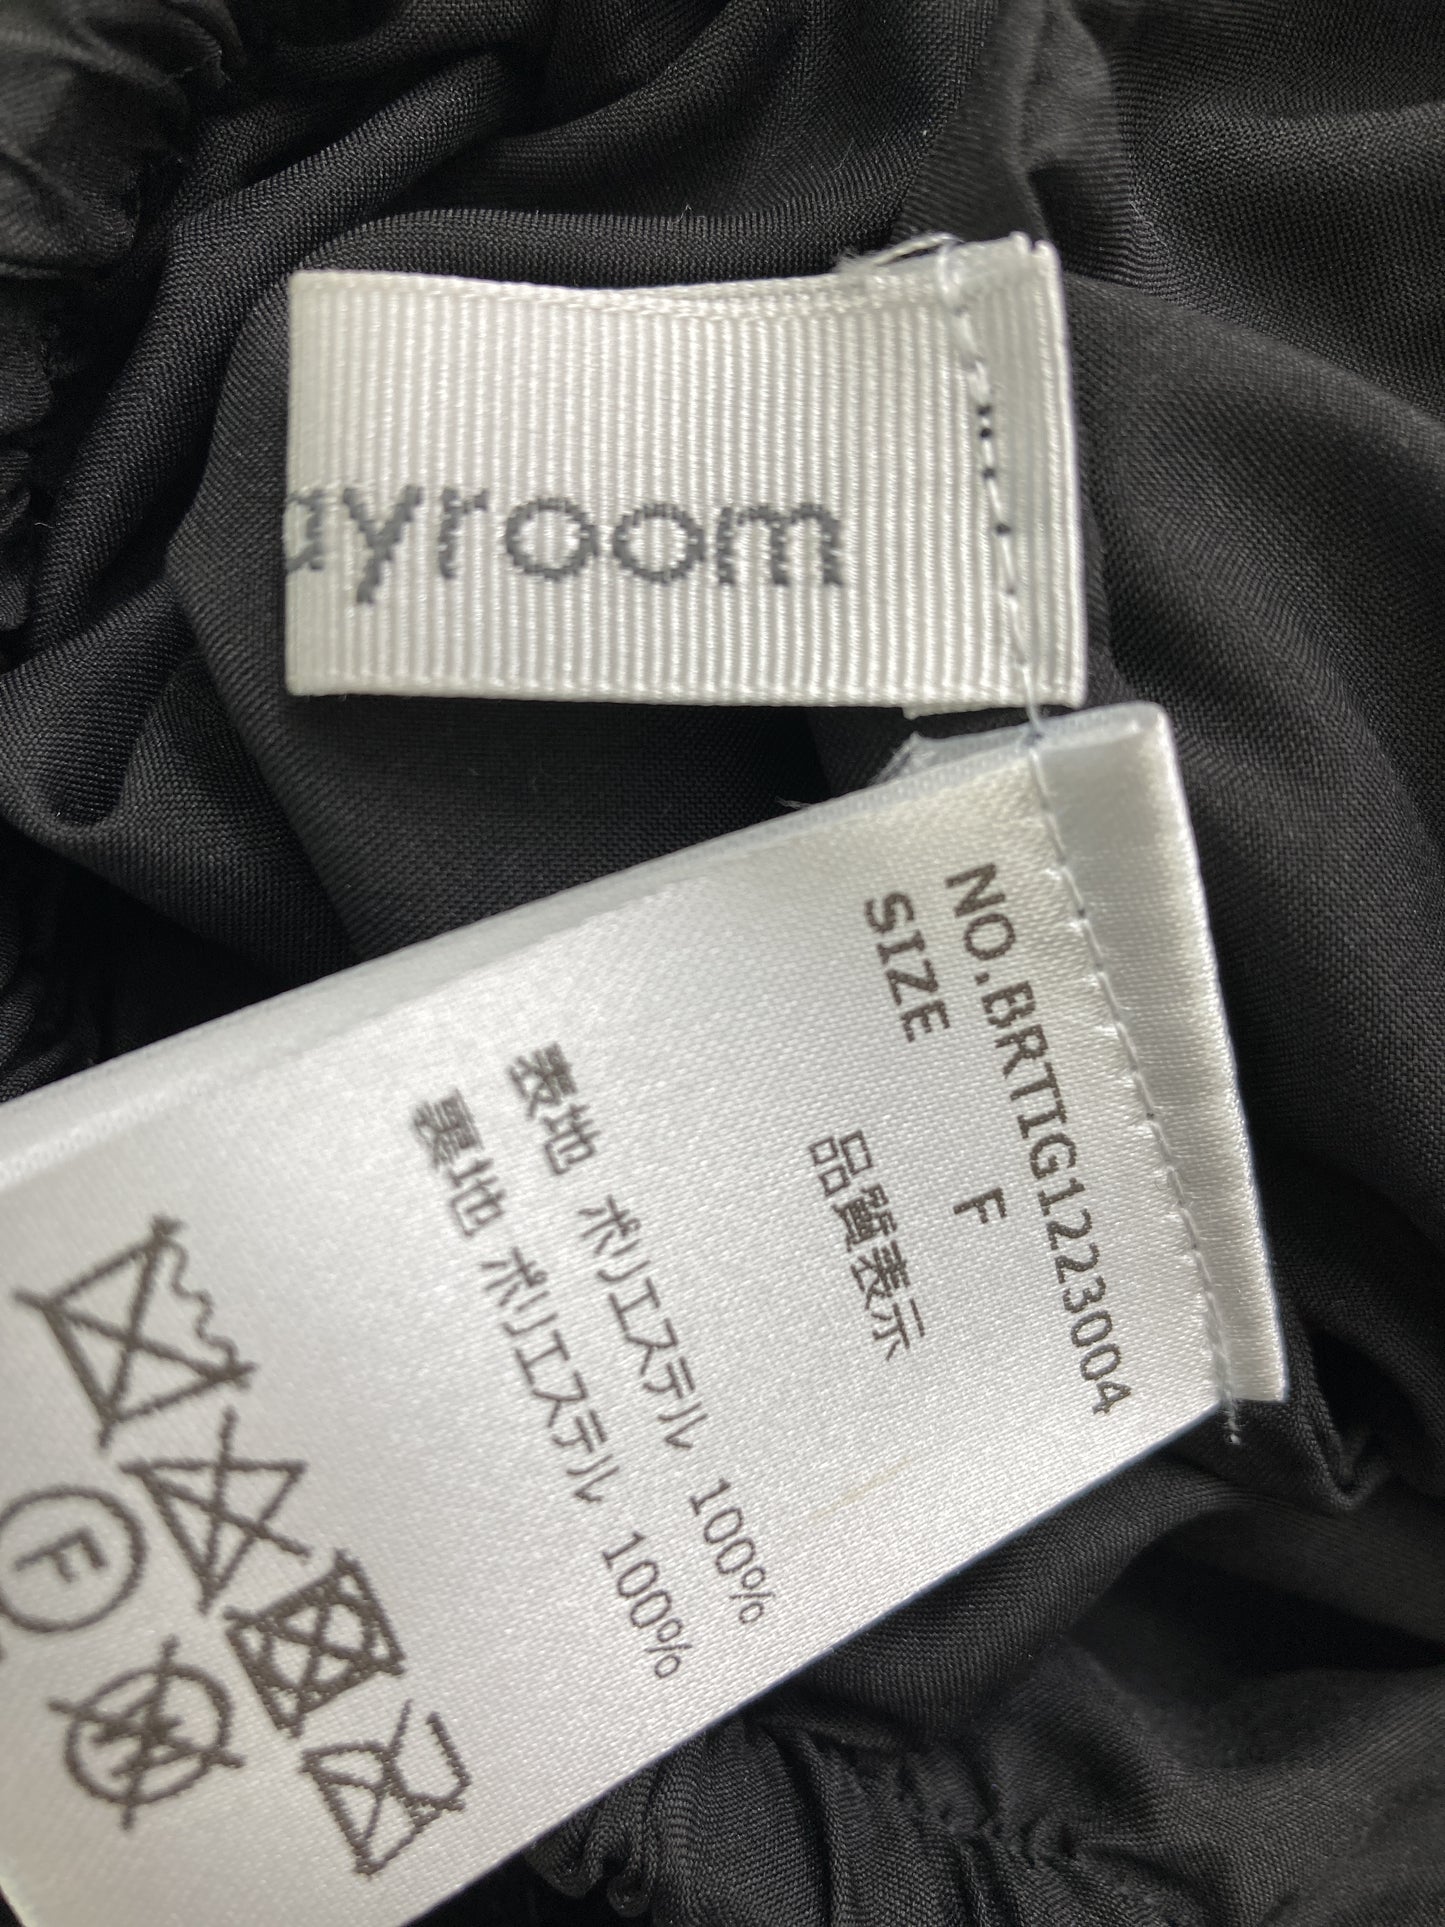 ayroom
NO.BRTIG1223004
SIZE F
品質表示
表地 ポリエステル 100%
裏地 ポリエステル 100%
F
W